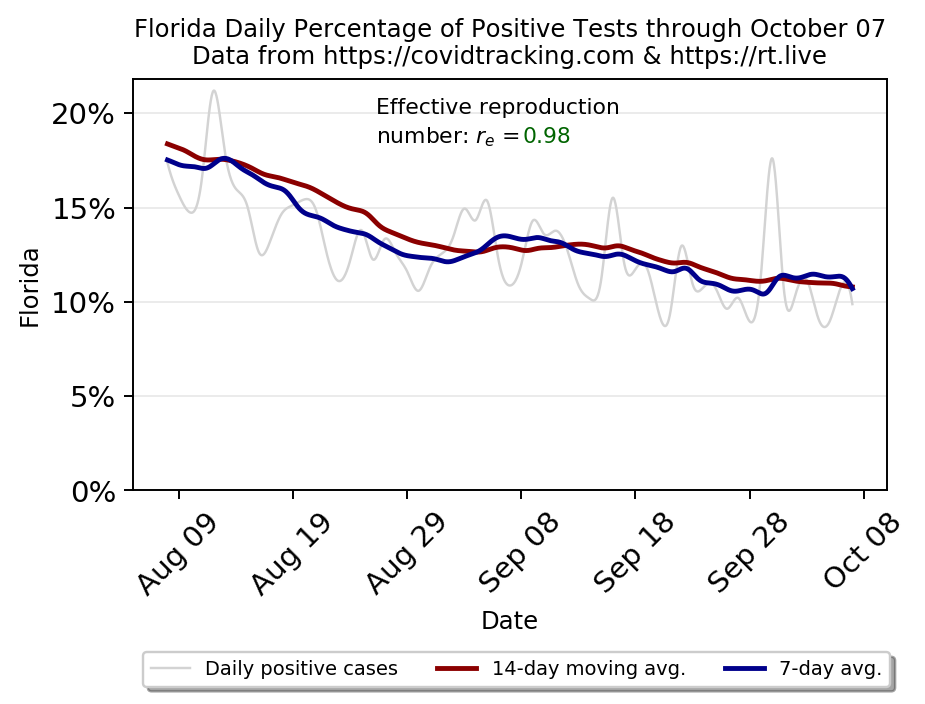 Florida Daily Percentage of Positive Tests through October 07
Data from https://covidtracking.com & https://rt.live
Effective reproduction
number: rₑ =0.98
20%
15%
10%
5%
0%
Florida
Aug 09
Aug 19
Aug 29
Sep 08
Sep 18
Sep 28
Oct 08
Date
Daily positive cases
14-day moving avg.
7-day avg.